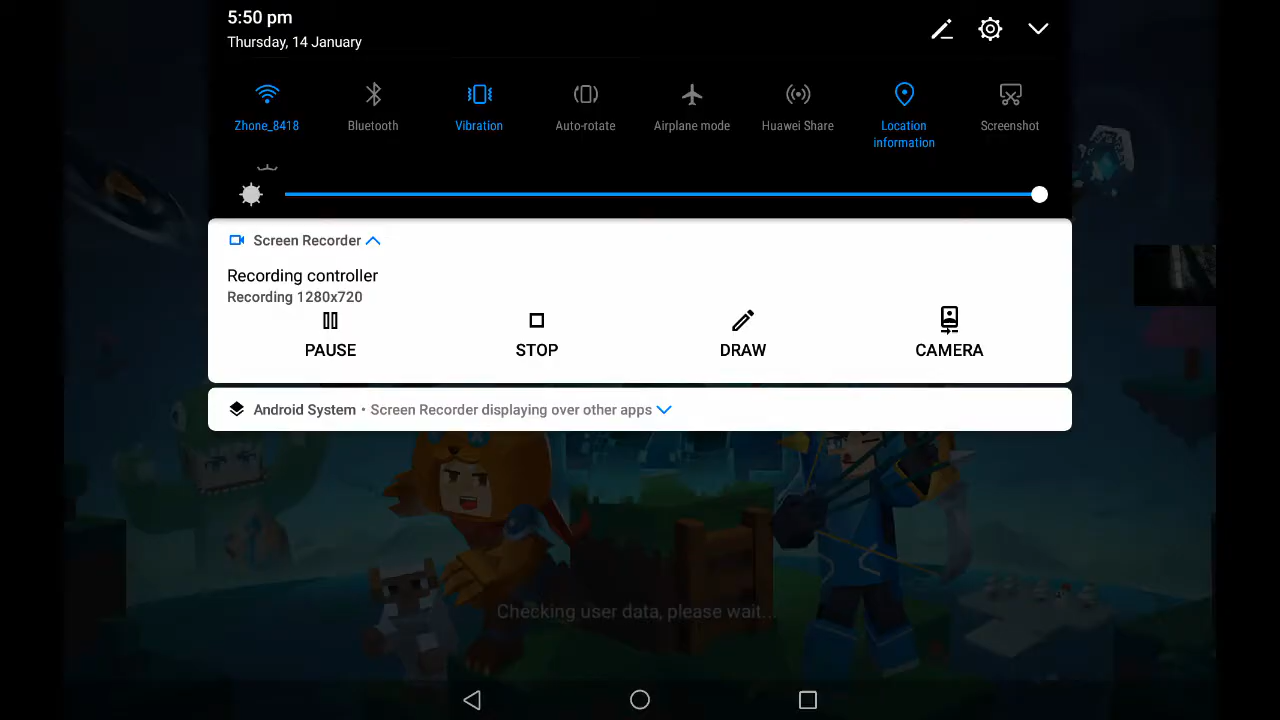 5:50 pm
Thursday, 14 January
Zhone_8418
Bluetooth
Vibration
Auto-rotate
Airplane mode
Huawei Share
Location
information
Screenshot
Screen Recorder
Recording controller
Recording 1280x720
PAUSE
STOP
DRAW
CAMERA
Android System • Screen Recorder displaying over other apps
Checking user data, please wait...